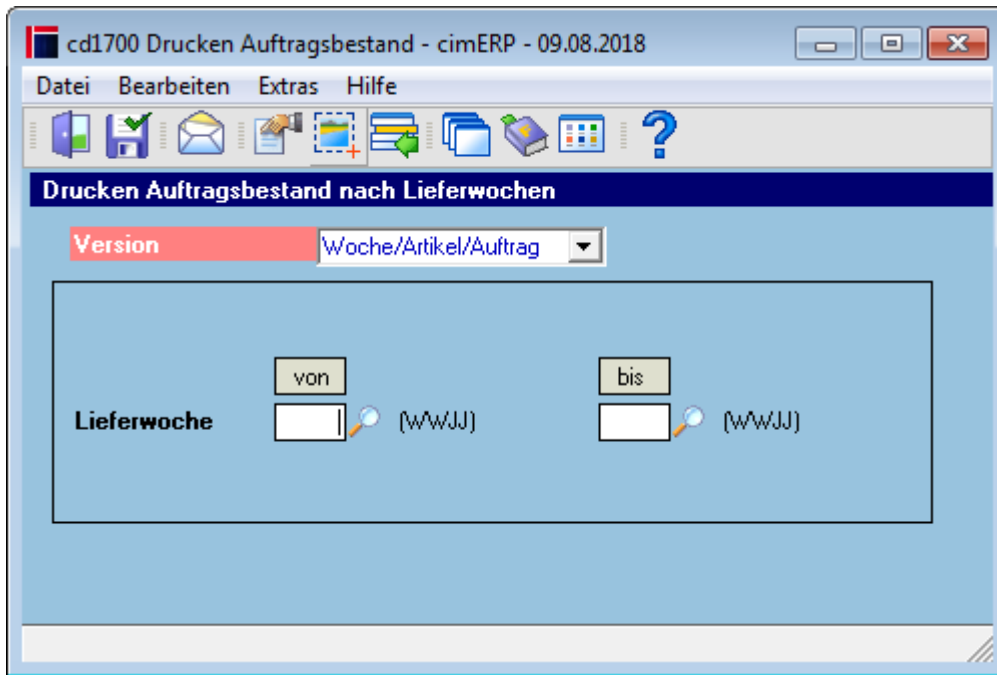 cd1700 Drucken Auftragsbestand - cimERP - 09.08.2018
Datei Bearbeiten Extras Hilfe
Drucken Auftragsbestand nach Lieferwochen
Version Woche/Artikel/Auftrag
von bis
Lieferwoche (WWJJ) (WWJJ)